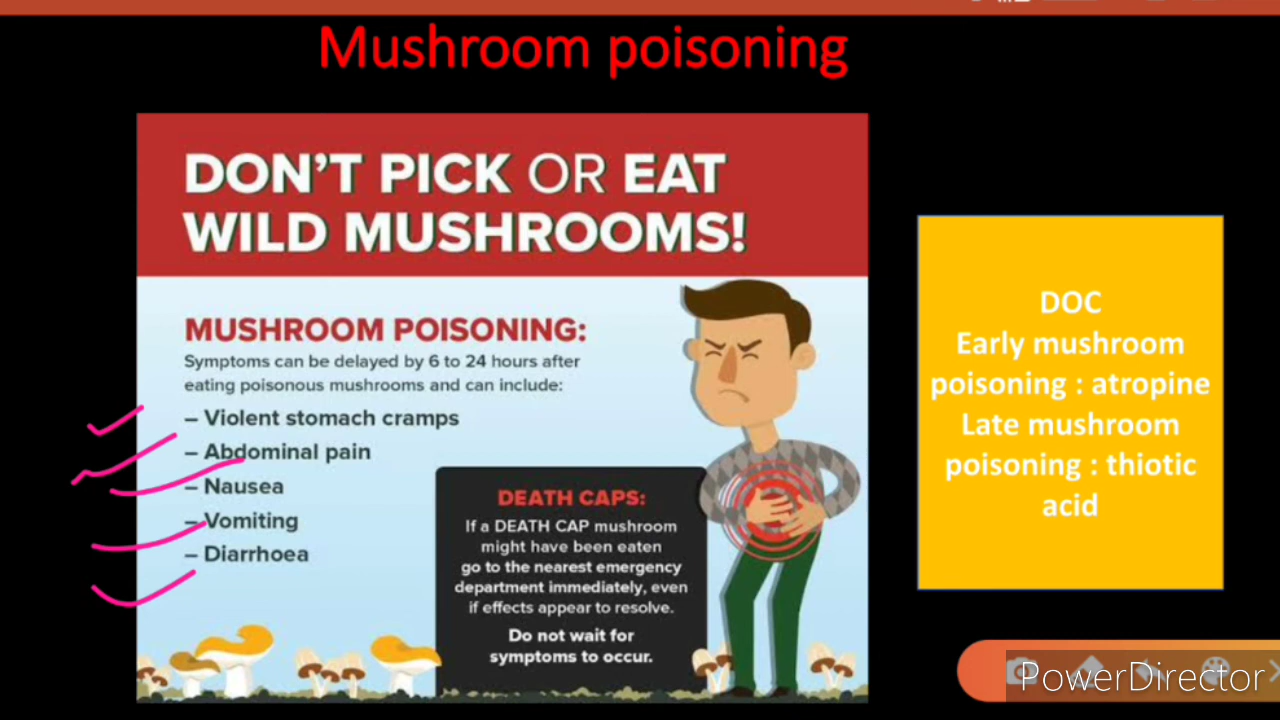 Mushroom poisoning
DON'T PICK OR EAT
WILD MUSHROOMS!
MUSHROOM POISONING:
Symptoms can be delayed by 6 to 24 hours after
eating poisonous mushrooms and can include:
– Violent stomach cramps
– Abdominal pain
– Nausea
– Vomiting
– Diarrhoea
DEATH CAPS:
If a DEATH CAP mushroom
might have been eaten
go to the nearest emergency
department immediately, even
if effects appear to resolve.
Do not wait for
symptoms to occur.
DOC
Early mushroom
poisoning : atropine
Late mushroom
poisoning : thiotic
acid
PowerDirector